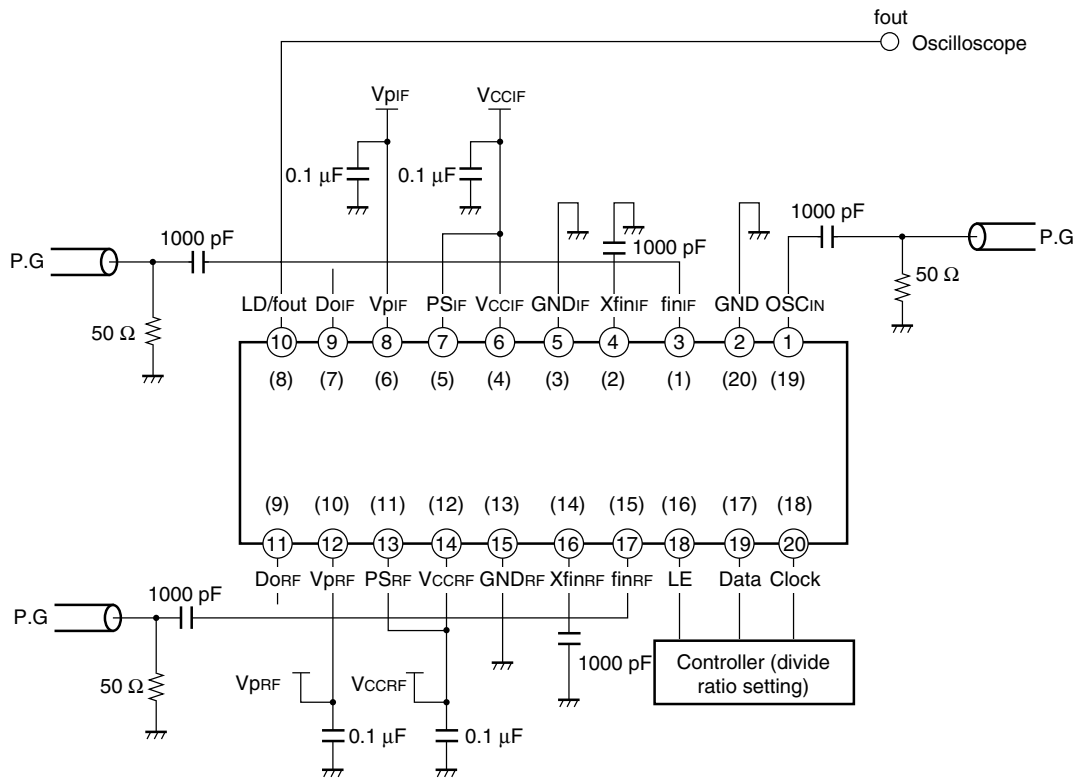 fout
Oscilloscope
VpIF
VCCIF
0.1 μF
0.1 μF
1000 pF
1000 pF
1000 pF
P.G
P.G
50 Ω
50 Ω
LD/fout DoIF VpIF PSIF VCCIF GNDIF XfinIF finIF GND OSCIN
10 9 8 7 6 5 4 3 2 1
(8) (7) (6) (5) (4) (3) (2) (1) (20) (19)
(9) (10) (11) (12) (13) (14) (15) (16) (17) (18)
11 12 13 14 15 16 17 18 19 20
DoRF VpRF PSRF VCCRF GNDRF XfinRF finRF LE Data Clock
1000 pF
P.G
50 Ω
VpRF
VCCRF
1000 pF
Controller (divide
ratio setting)
0.1 μF
0.1 μF